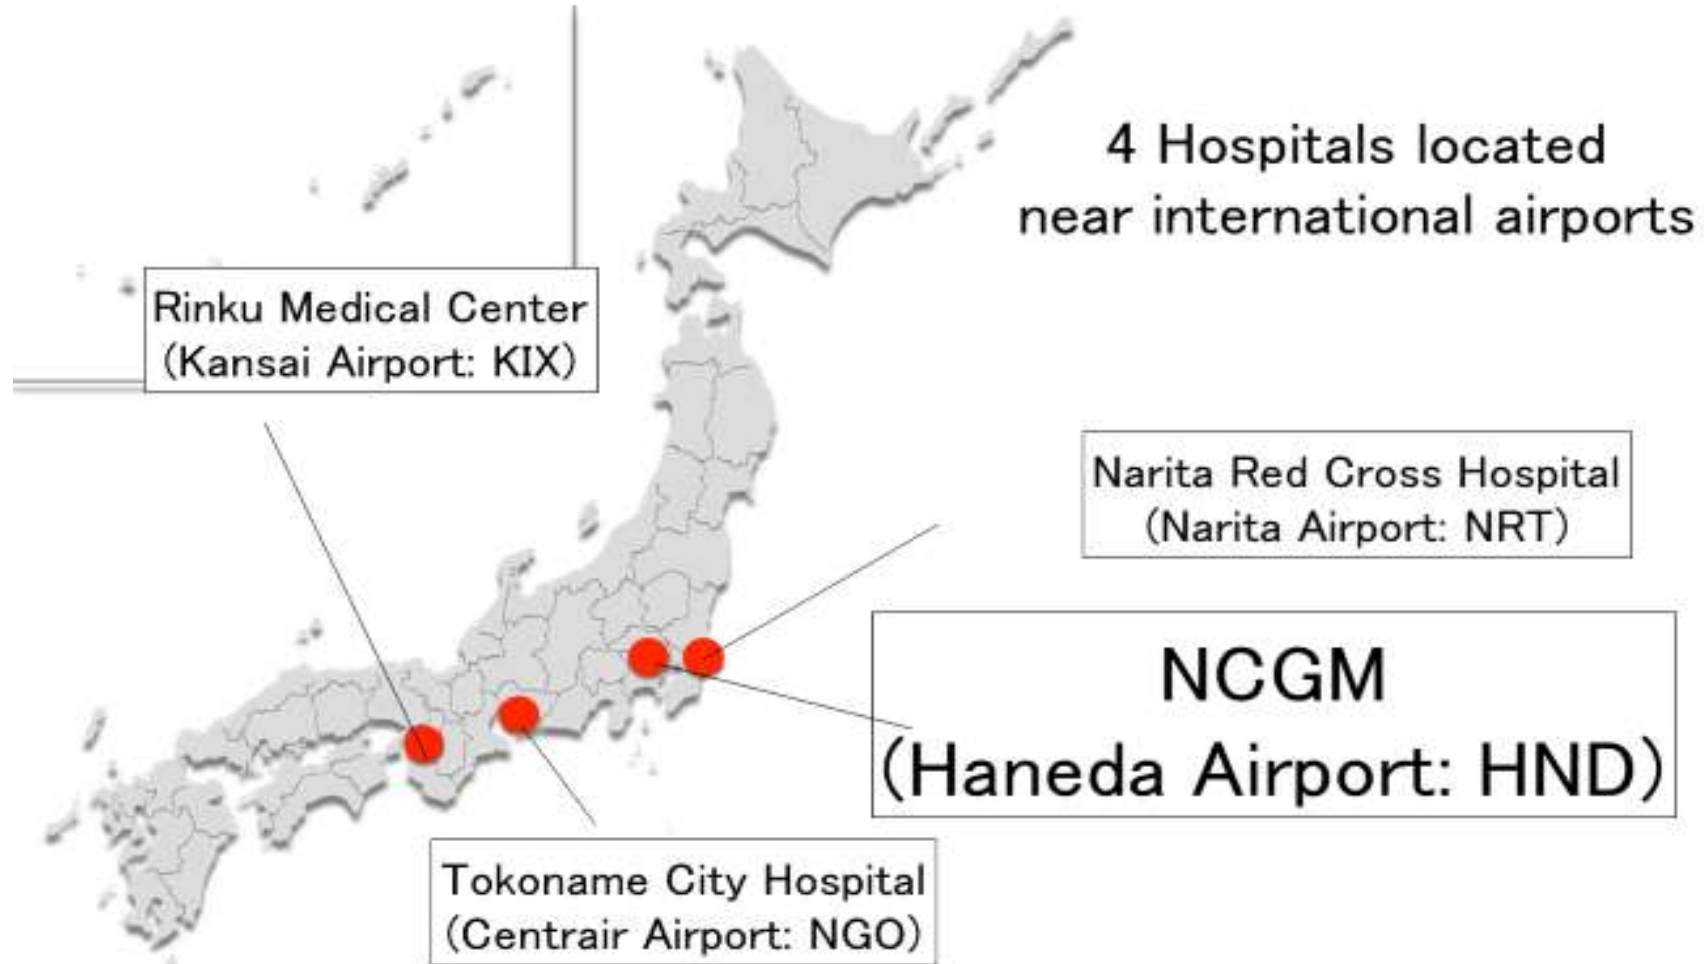 4 Hospitals located
near international airports
Rinku Medical Center
(Kansai Airport: KIX)
Narita Red Cross Hospital
(Narita Airport: NRT)
NCGM
(Haneda Airport: HND)
Tokoname City Hospital
(Centrair Airport: NGO)